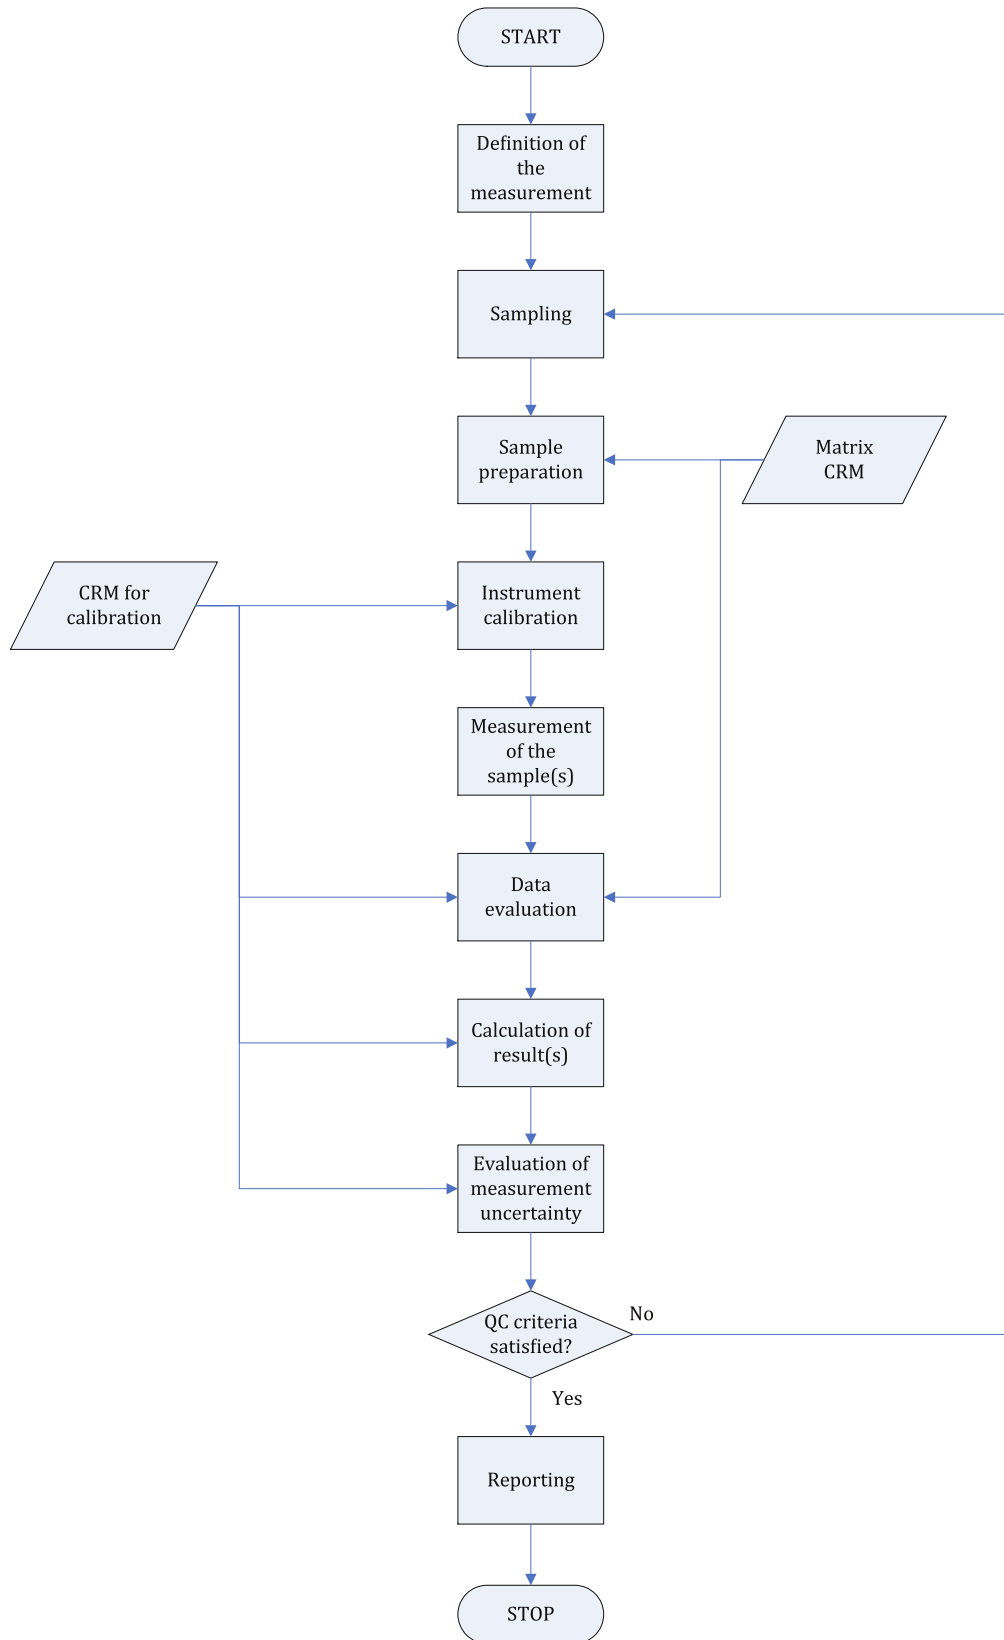 START
Definition of
the
measurement
Sampling
Sample
preparation
Matrix
CRM
CRM for
calibration
Instrument
calibration
Measurement
of the
sample(s)
Data
evaluation
Calculation of
result(s)
Evaluation of
measurement
uncertainty
QC criteria
satisfied?
No
Yes
Reporting
STOP